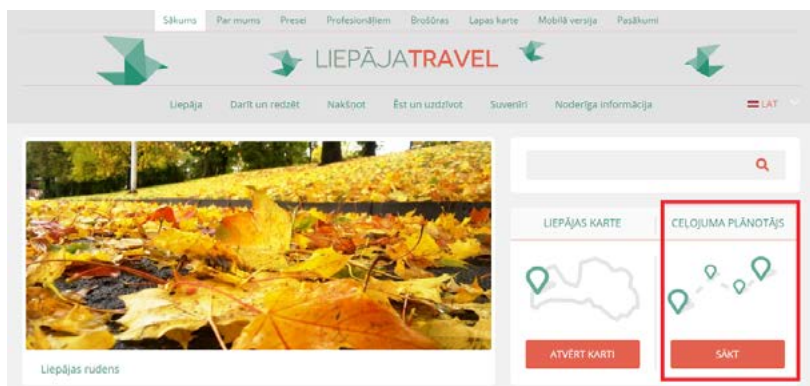 Sākums Par mums Presei Profesionāļiem Brošūras Lapas karte Mobilā versija Pasākumi
LIEPĀJATRAVEL
Liepāja Darīt un redzēt Nakšņot Ēst un uzdzīvot Suvenīri Noderīga informācija LAT
LIEPĀJAS KARTE CEĻOJUMA PLĀNOTĀJS
ATVĒRT KARTI SĀKT
Liepājas rudens